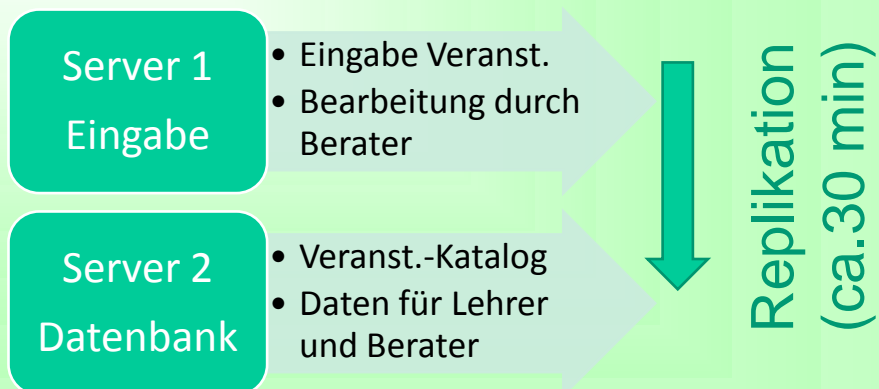 Server 1
Eingabe
• Eingabe Veranst.
• Bearbeitung durch
Berater
Server 2
Datenbank
• Veranst.-Katalog
• Daten für Lehrer
und Berater
Replikation
(ca.30 min)